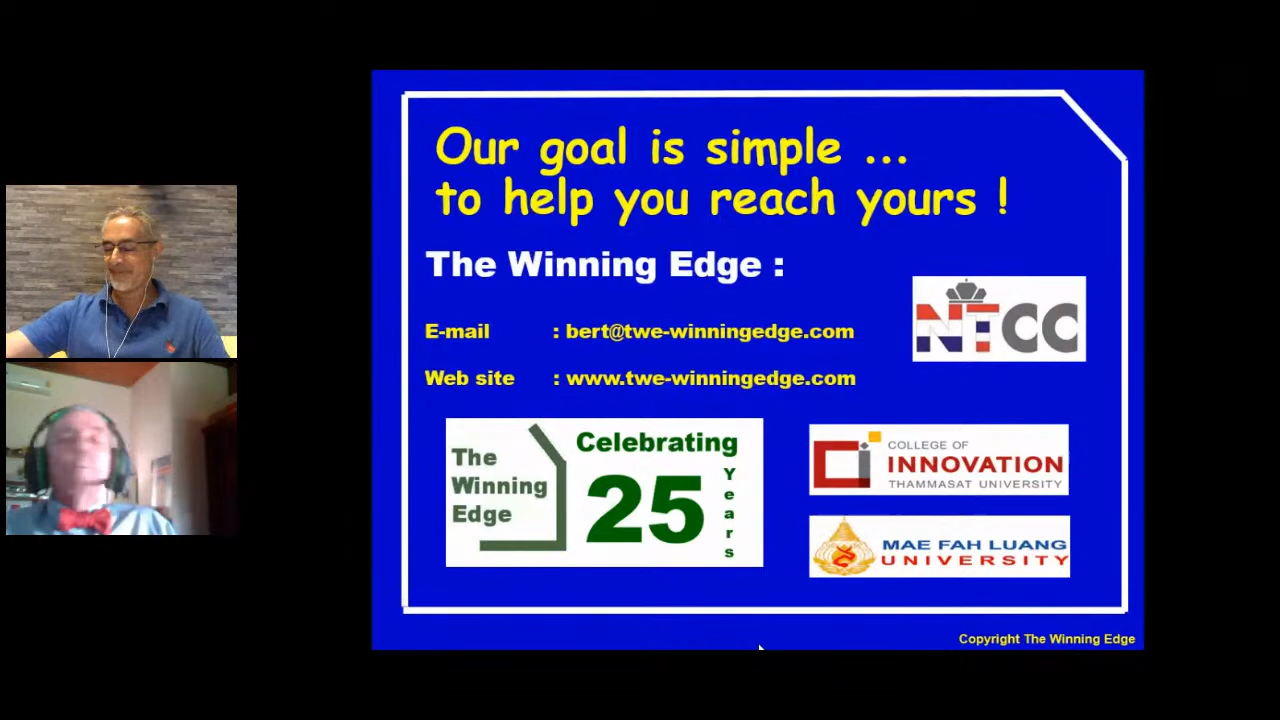 Our goal is simple ...
to help you reach yours !
The Winning Edge :
E-mail : bert@twe-winningedge.com
Web site : www.twe-winningedge.com
NTCC
The
Winning
Edge
Celebrating
25
Years
COLLEGE OF
INNOVATION
THAMMASAT UNIVERSITY
MAE FAH LUANG
UNIVERSITY
Copyright The Winning Edge